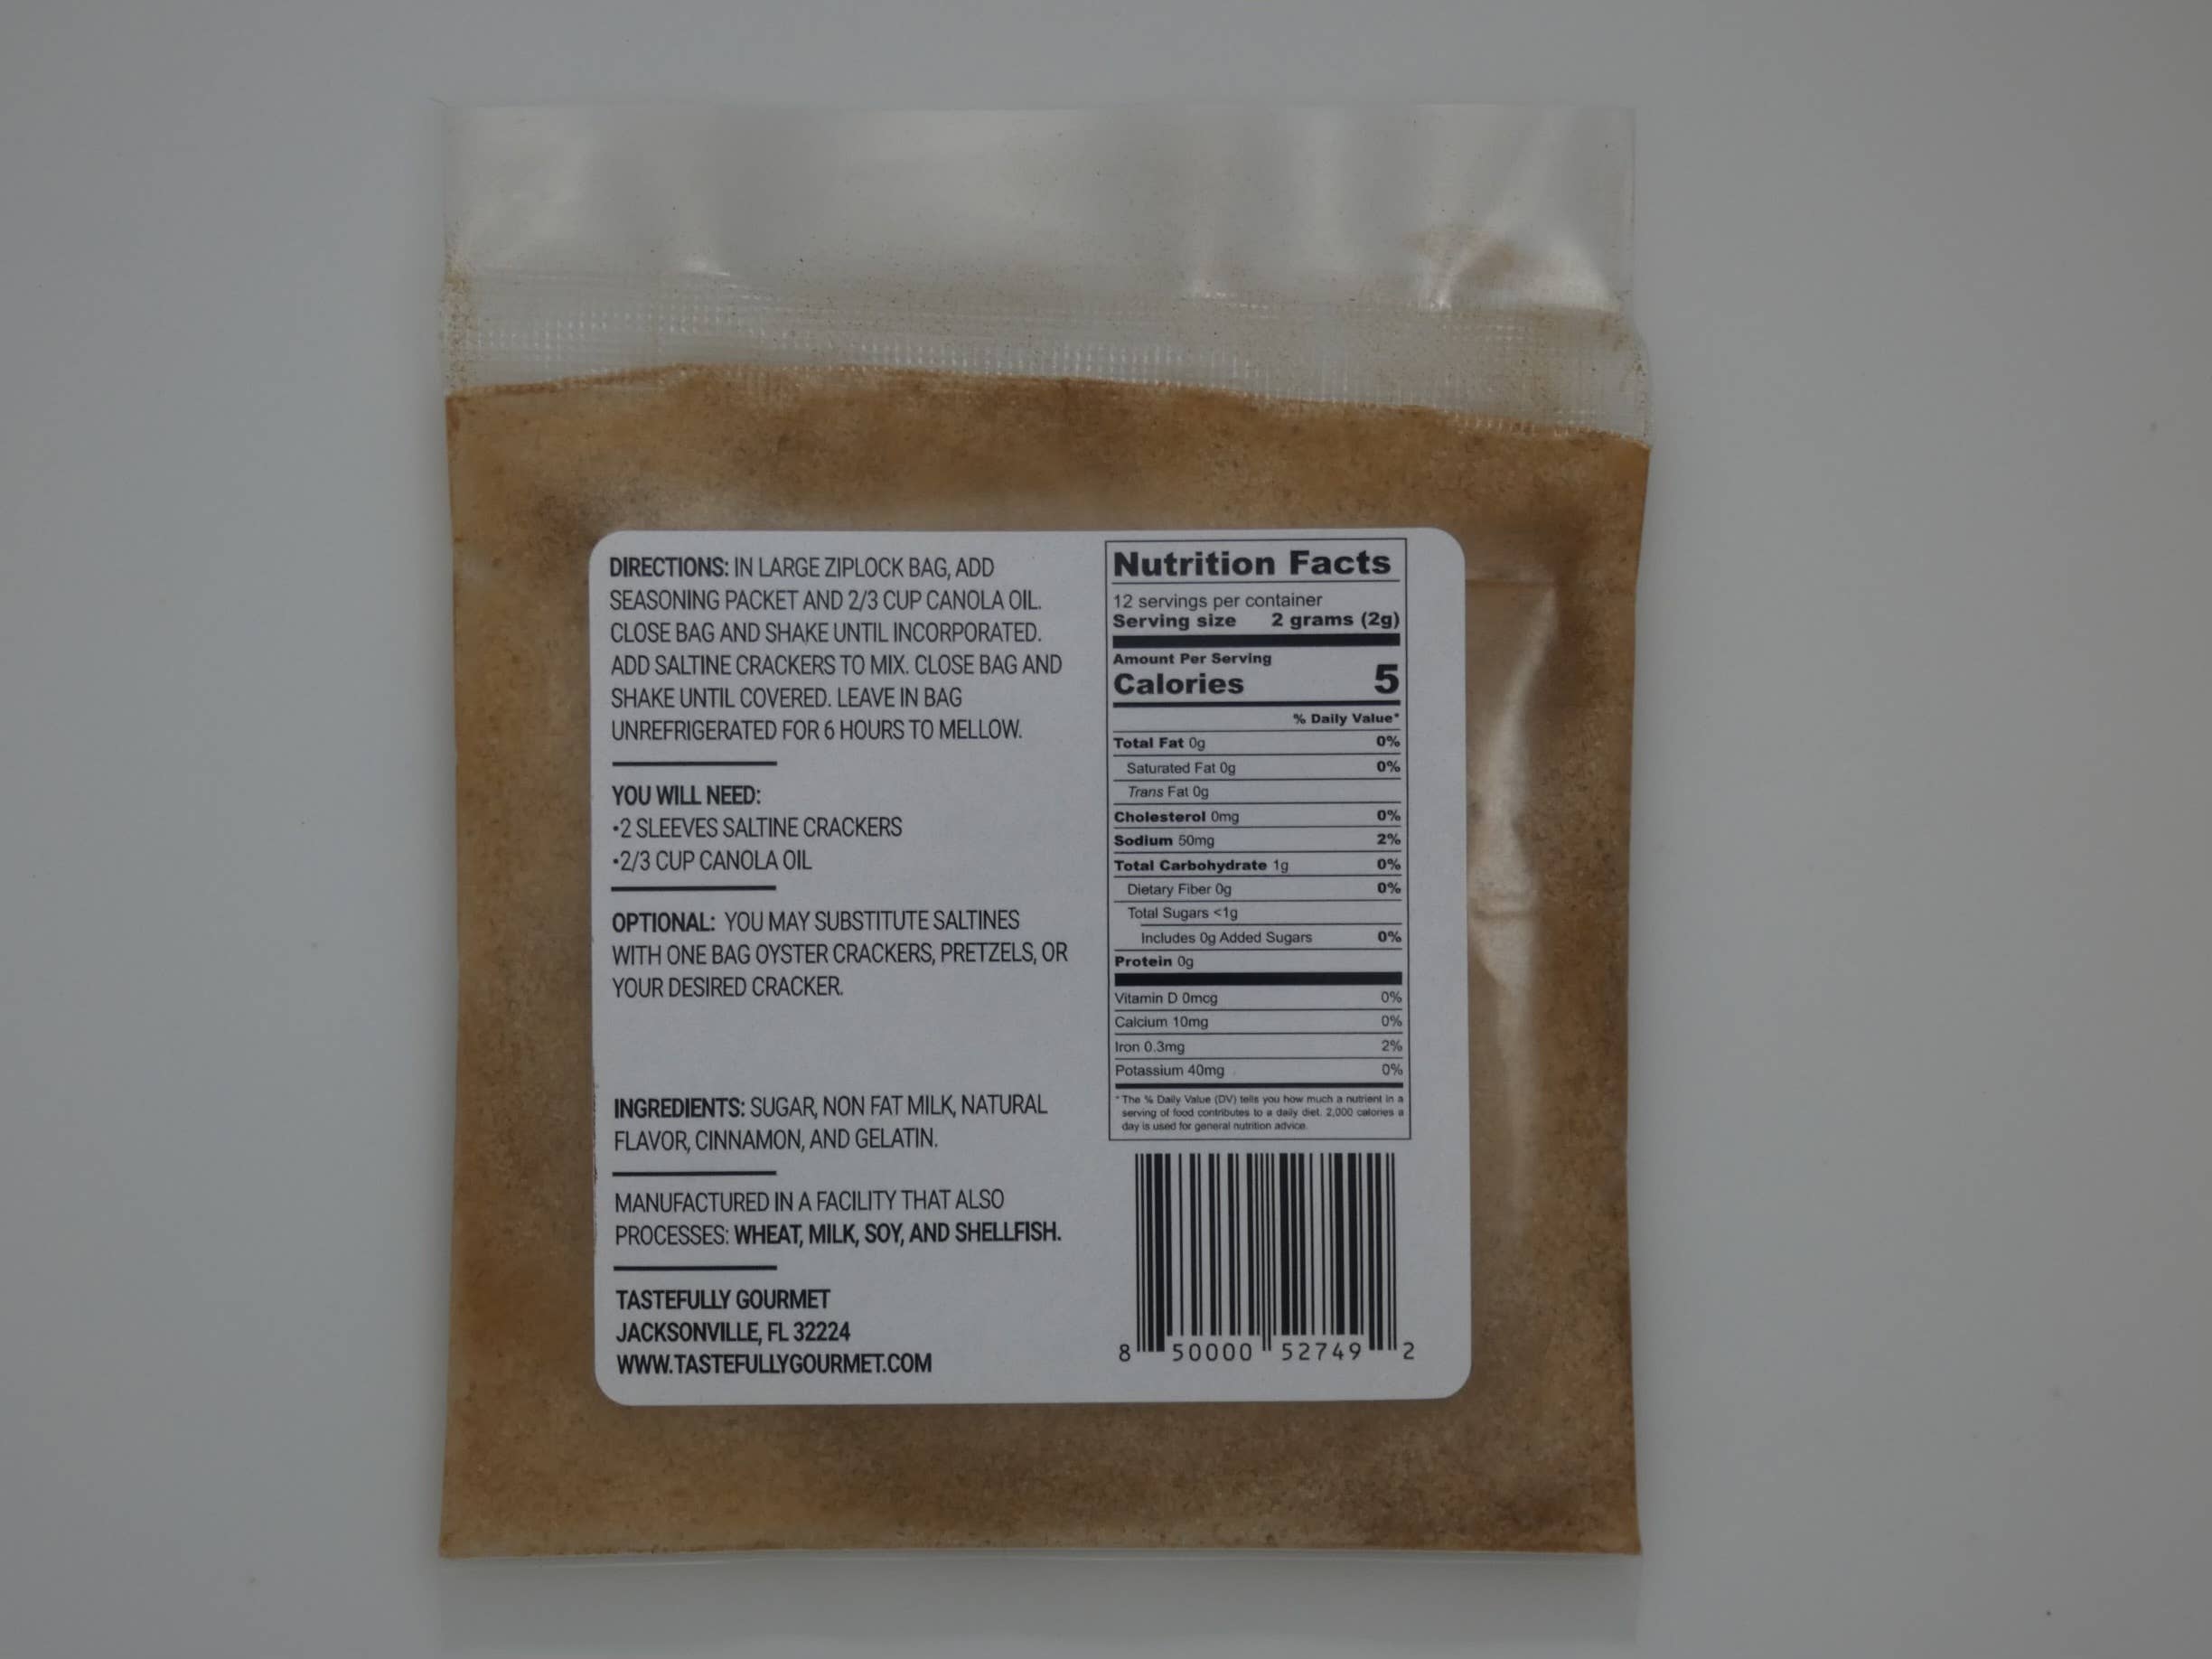 DIRECTIONS: IN LARGE ZIPLOCK BAG, ADD
SEASONING PACKET AND 2/3 CUP CANOLA OIL.
CLOSE BAG AND SHAKE UNTIL INCORPORATED.
ADD SALTINE CRACKERS TO MIX. CLOSE BAG AND
SHAKE UNTIL COVERED. LEAVE IN BAG
UNREFRIGERATED FOR 6 HOURS TO MELLOW.
YOU WILL NEED:
•2 SLEEVES SALTINE CRACKERS
•2/3 CUP CANOLA OIL
OPTIONAL: YOU MAY SUBSTITUTE SALTINES
WITH ONE BAG OYSTER CRACKERS, PRETZELS, OR
YOUR DESIRED CRACKER.
INGREDIENTS: SUGAR, NON FAT MILK, NATURAL
FLAVOR, CINNAMON, AND GELATIN.
MANUFACTURED IN A FACILITY THAT ALSO
PROCESSES: WHEAT, MILK, SOY, AND SHELLFISH.
TASTEFULLY GOURMET
JACKSONVILLE, FL 32224
WWW.TASTEFULLYGOURMET.COM
Nutrition Facts
12 servings per container
Serving size 2 grams (2g)
Amount Per Serving
Calories 5
% Daily Value*
Total Fat 0g 0%
Saturated Fat 0g 0%
Trans Fat 0g
Cholesterol 0mg 0%
Sodium 50mg 2%
Total Carbohydrate 1g 0%
Dietary Fiber 0g 0%
Total Sugars <1g
Includes 0g Added Sugars 0%
Protein 0g
Vitamin D 0mcg 0%
Calcium 10mg 0%
Iron 0.3mg 2%
Potassium 40mg 0%
* The % Daily Value (DV) tells you how much a nutrient in a
serving of food contributes to a daily diet. 2,000 calories a
day is used for general nutrition advice.
8 50000 52749 2